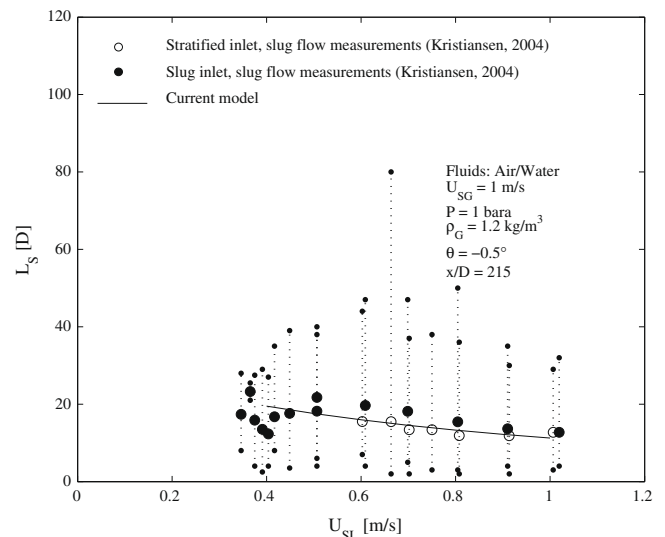 120
100
80
60
40
20
0
L_S [D]
Stratified inlet, slug flow measurements (Kristiansen, 2004)
Slug inlet, slug flow measurements (Kristiansen, 2004)
Current model
Fluids: Air/Water
U_SG = 1 m/s
P = 1 bara
ρ_G = 1.2 kg/m³
θ = −0.5°
x/D = 215
0 0.2 0.4 0.6 0.8 1 1.2
U_SL [m/s]